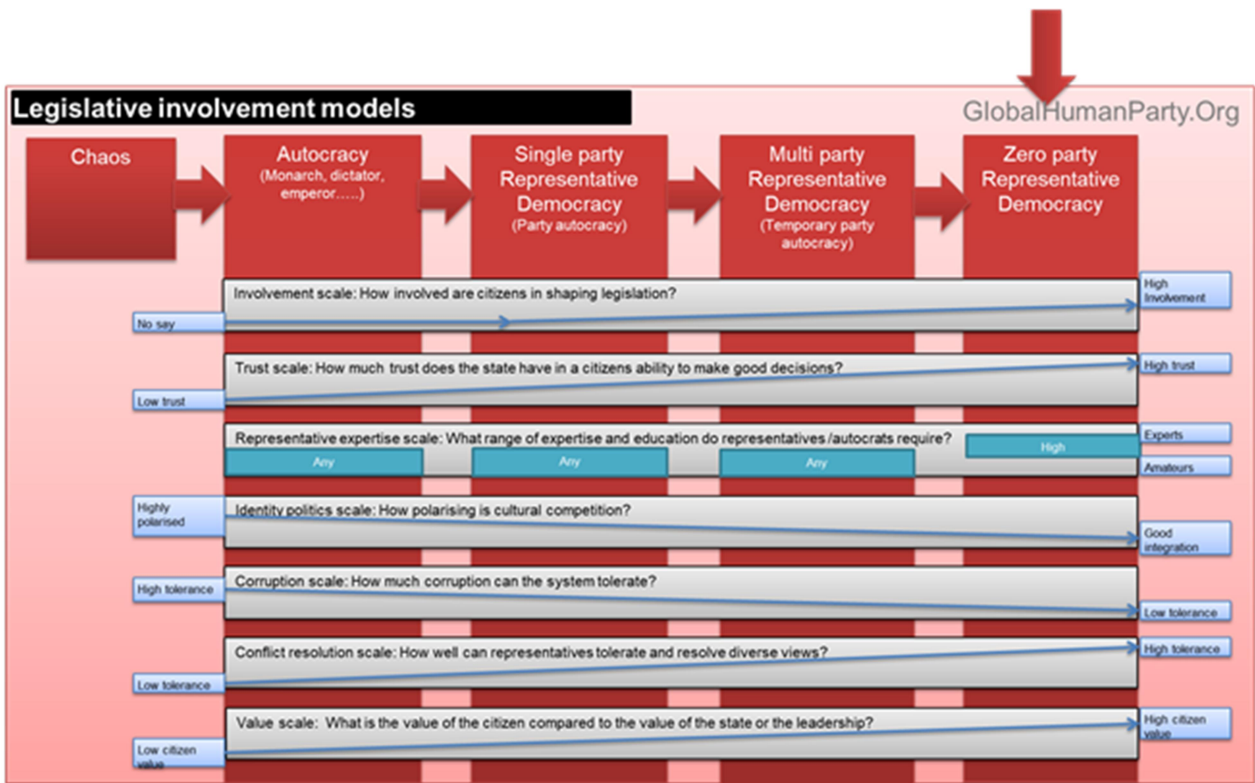 Legislative involvement models
GlobalHumanParty.Org
Chaos
Autocracy
(Monarch, dictator,
emperor.....)
Single party
Representative
Democracy
(Party autocracy)
Multi party
Representative
Democracy
(Temporary party
autocracy)
Zero party
Representative
Democracy
Involvement scale: How involved are citizens in shaping legislation?
High
Involvement
No say
Trust scale: How much trust does the state have in a citizens ability to make good decisions?
High trust
Low trust
Representative expertise scale: What range of expertise and education do representatives /autocrats require?
Experts
Any
Any
Any
High
Amateurs
Highly
polarised
Identity politics scale: How polarising is cultural competition?
Good
integration
Corruption scale: How much corruption can the system tolerate?
High tolerance
Low tolerance
Conflict resolution scale: How well can representatives tolerate and resolve diverse views?
High tolerance
Low tolerance
Value scale: What is the value of the citizen compared to the value of the state or the leadership?
High citizen
value
Low citizen
value